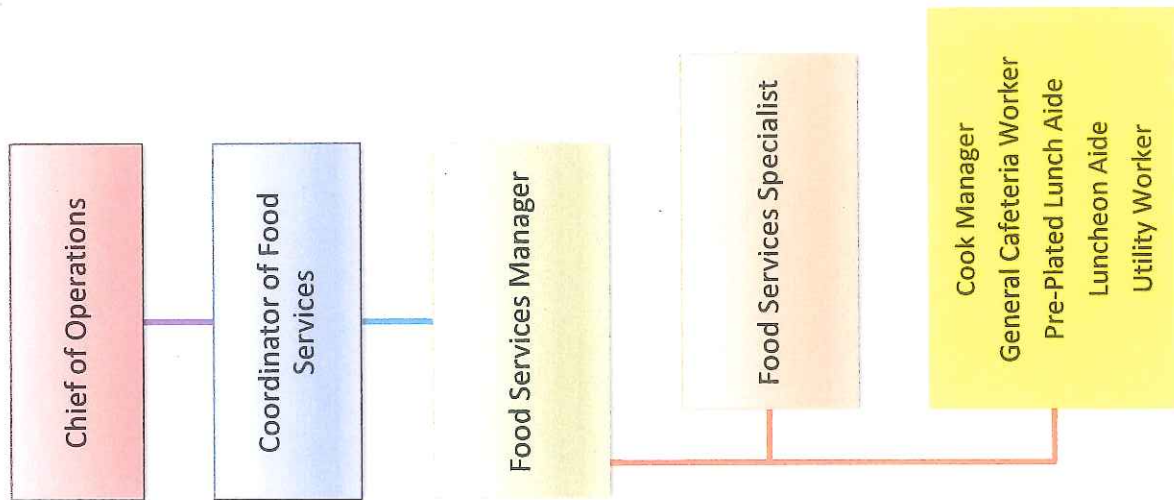 Chief of Operations
Coordinator of Food
Services
Food Services Manager
Food Services Specialist
Cook Manager
General Cafeteria Worker
Pre-Plated Lunch Aide
Luncheon Aide
Utility Worker